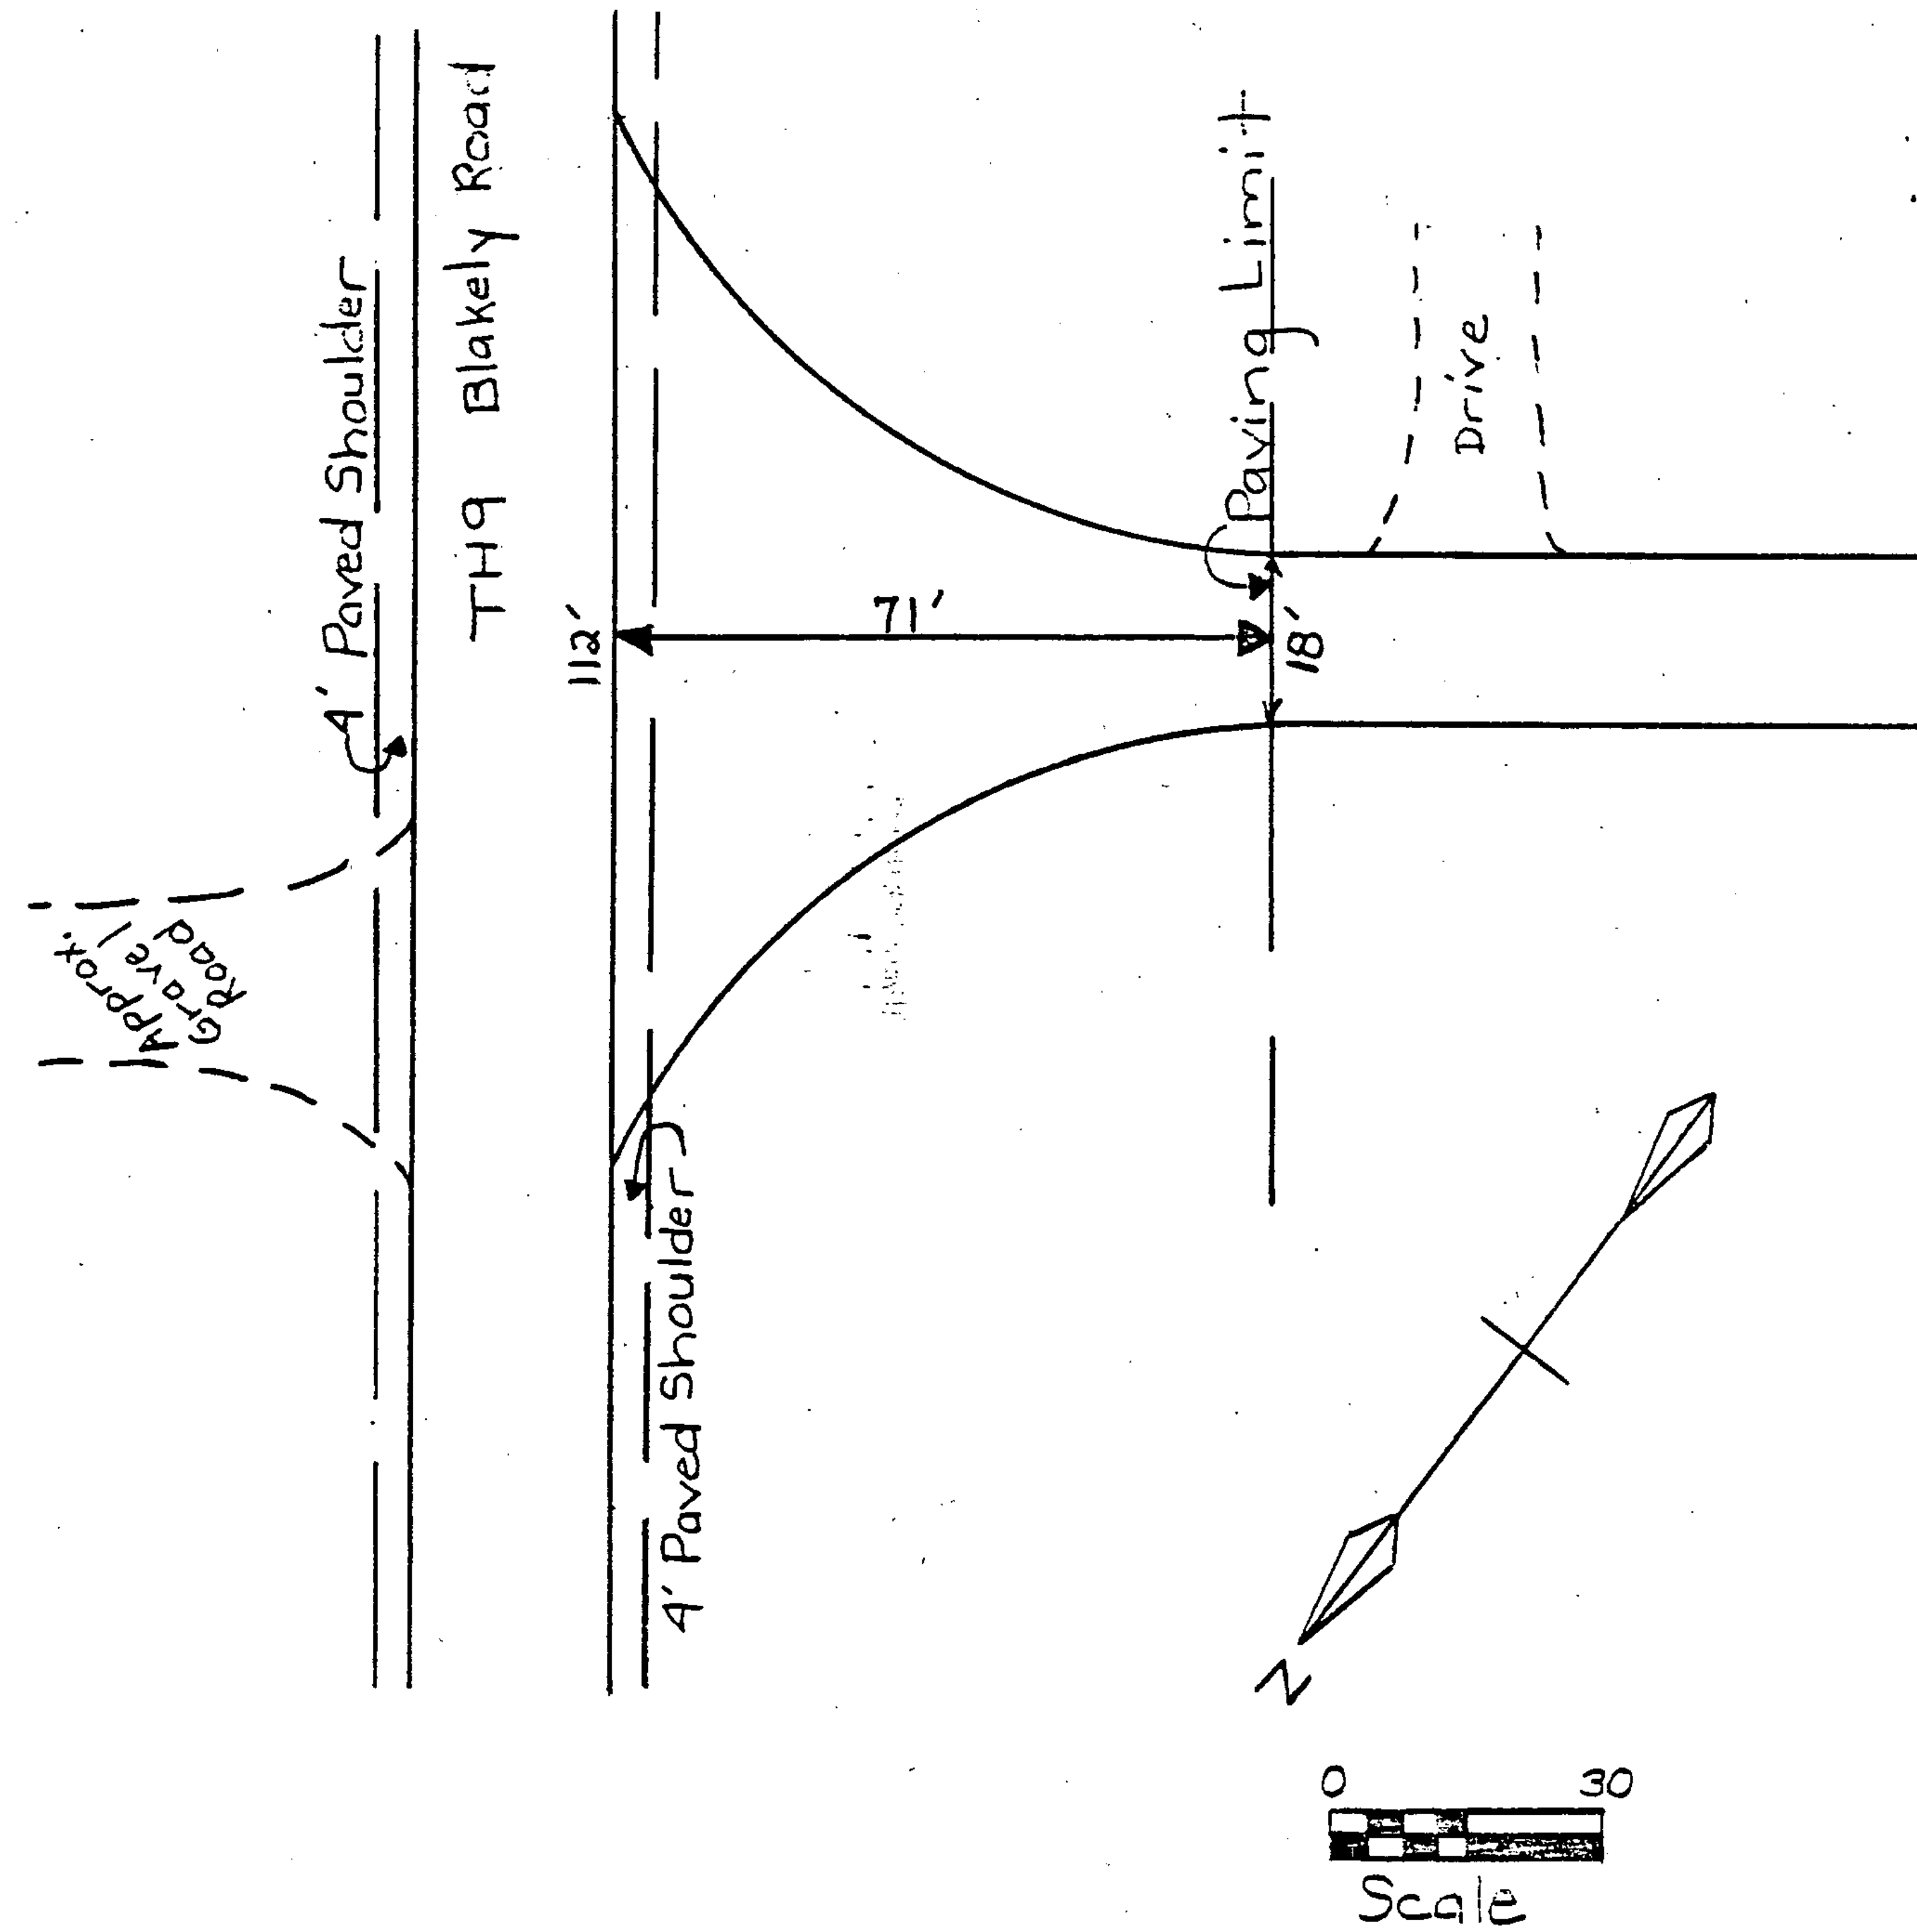 4' Paved Shoulder
TH9 Blakely Road
112'
71'
Paving Limit
18'
Drive
Approx.
Gravel
Road
4' Paved Shoulder
N
0 30
Scale